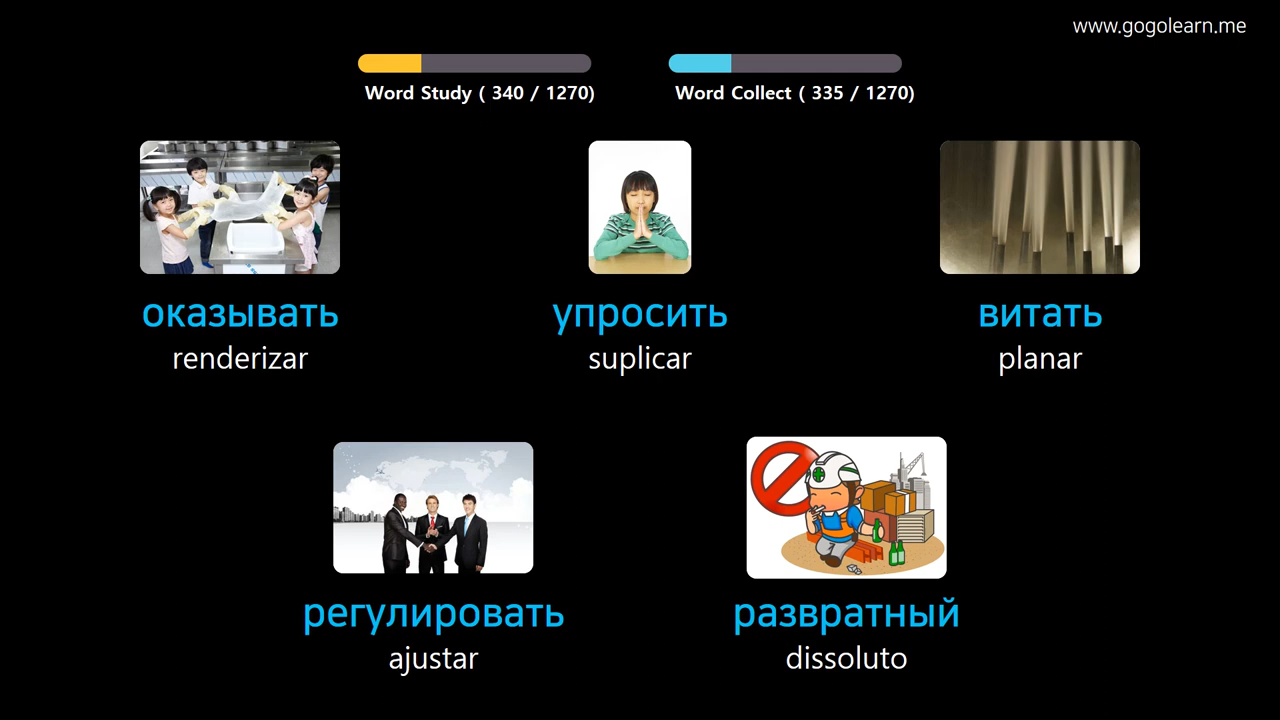 www.gogolearn.me
Word Study ( 340 / 1270)
Word Collect ( 335 / 1270)
оказывать
renderizar
упросить
suplicar
витать
planar
регулировать
ajustar
развратный
dissoluto